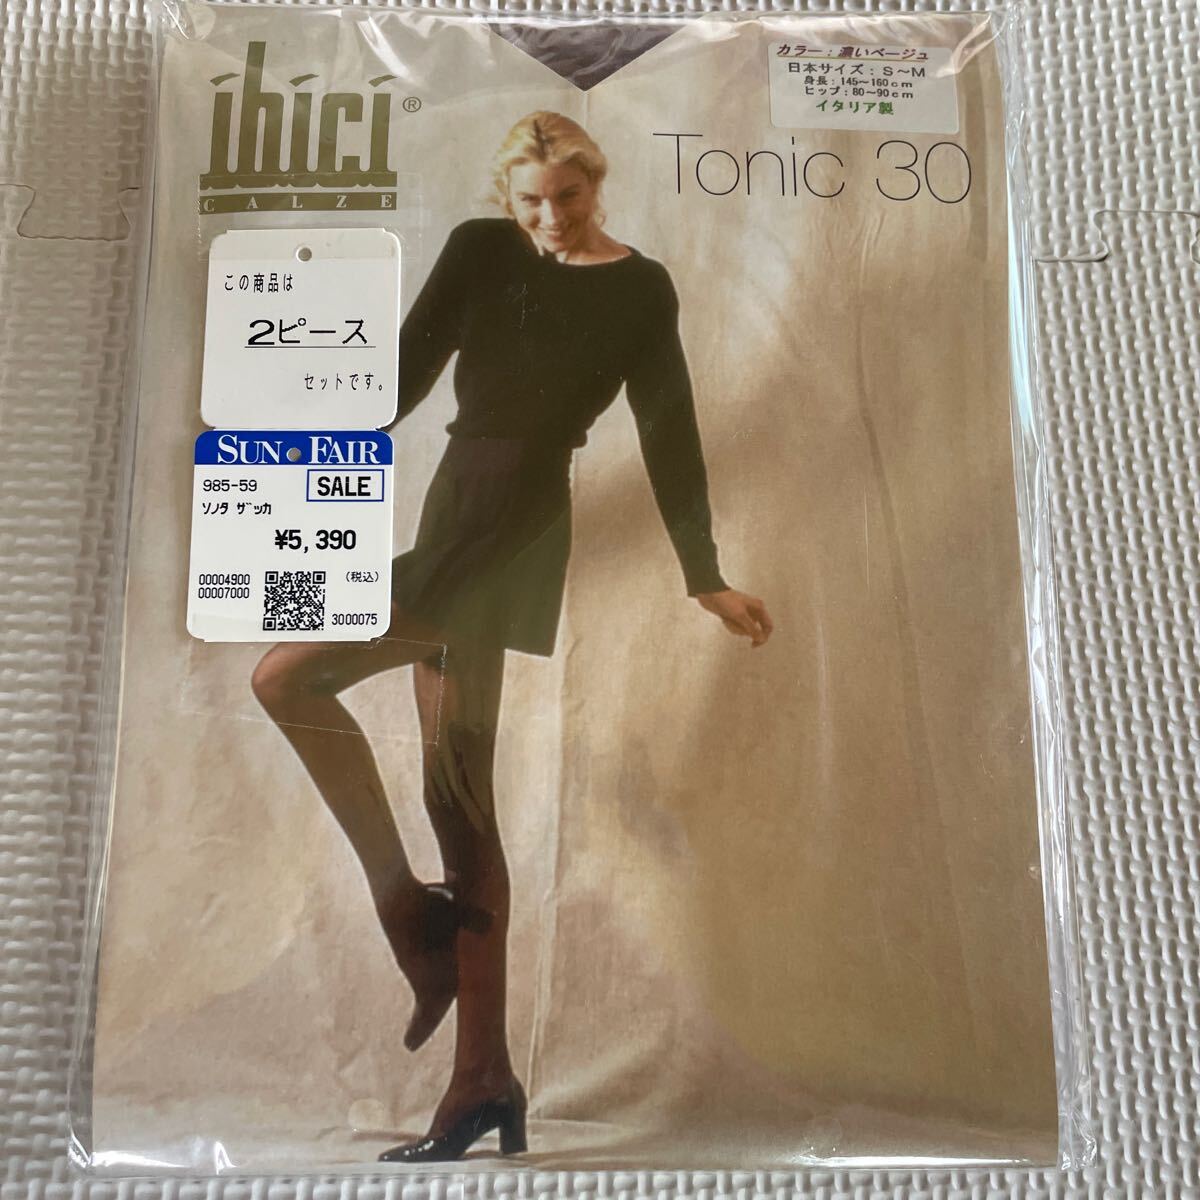 ihici®
CALZE
カラー：濃いベージュ
日本サイズ：S～M
身長：145～160cm
ヒップ：80～90cm
イタリア製
Tonic 30
この商品は
2ピース
セットです。
SUN・FAIR
985-59
SALE
ソノタ ザッカ
¥5,390
00004900
(税込)
00007000
3000075